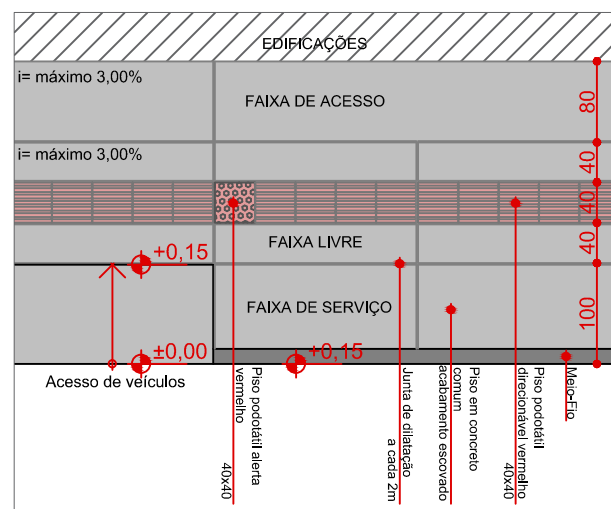 EDIFICAÇÕES
i= máximo 3,00%
FAIXA DE ACESSO
80
i= máximo 3,00%
40
40
FAIXA LIVRE
40
+0,15
FAIXA DE SERVIÇO
100
±0,00
+0,15
Acesso de veículos
Piso podotátil alerta
vermelho
40x40
Junta de dilatação
a cada 2m
Piso em concreto
comum
acabamento escovado
Piso podotátil
direcionável vermelho
40x40
Meio-Fio